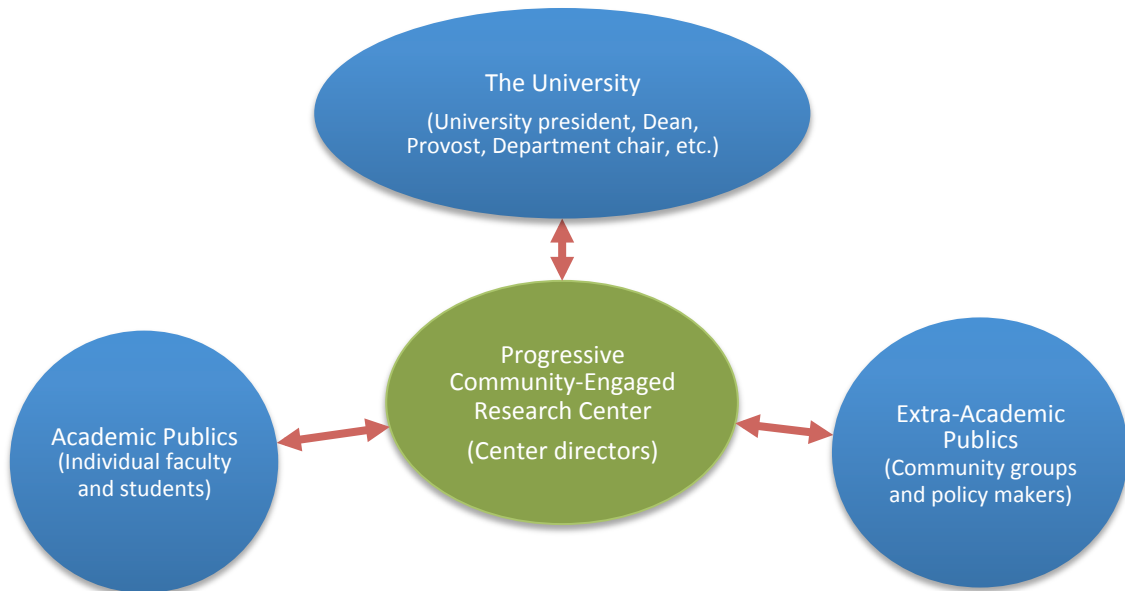 The University
(University president, Dean,
Provost, Department chair, etc.)
Progressive
Community-Engaged
Research Center
(Center directors)
Academic Publics
(Individual faculty
and students)
Extra-Academic
Publics
(Community groups
and policy makers)